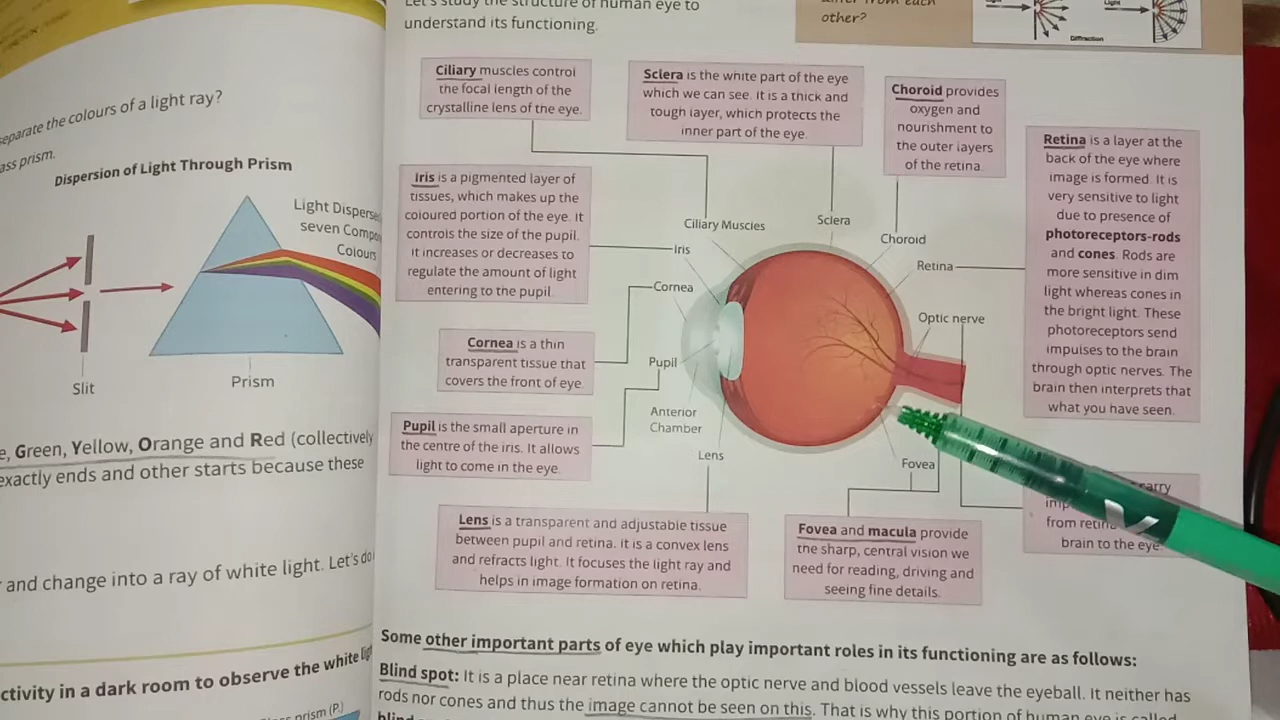 separate the colours of a light ray?
ass prism.
Dispersion of Light Through Prism
Light Disperse
seven Compo
Colours
Slit
Prism
e, Green, Yellow, Orange and Red (collectively
exactly ends and other starts because these
and change into a ray of white light. Let's do
ctivity in a dark room to observe the white
prism (P.)
Let's study the structure of human eye to
understand its functioning.
other?
Light
Diffraction
Ciliary muscles control
the focal length of the
crystalline lens of the eye.
Sclera is the white part of the eye
which we can see. It is a thick and
tough layer, which protects the
inner part of the eye.
Choroid provides
oxygen and
nourishment to
the outer layers
of the retina.
Retina is a layer at the
back of the eye where
image is formed. It is
very sensitive to light
due to presence of
photoreceptors-rods
and cones. Rods are
more sensitive in dim
light whereas cones in
the bright light. These
photoreceptors send
impulses to the brain
through optic nerves. The
brain then interprets that
what you have seen.
Iris is a pigmented layer of
tissues, which makes up the
coloured portion of the eye. It
controls the size of the pupil.
It increases or decreases to
regulate the amount of light
entering to the pupil.
Cornea is a thin
transparent tissue that
covers the front of eye.
Pupil is the small aperture in
the centre of the iris. It allows
light to come in the eye.
Ciliary Muscles
Sclera
Choroid
Iris
Retina
Cornea
Optic nerve
Pupil
Anterior
Chamber
Lens
Fovea
Lens is a transparent and adjustable tissue
between pupil and retina. It is a convex lens
and refracts light. It focuses the light ray and
helps in image formation on retina.
Fovea and macula provide
the sharp, central vision we
need for reading, driving and
seeing fine details.
carry
from
brain to the eye
Some other important parts of eye which play important roles in its functioning are as follows:
Blind spot: It is a place near retina where the optic nerve and blood vessels leave the eyeball. It neither has
rods nor cones and thus the image cannot be seen on this. That is why this portion of human eye is called